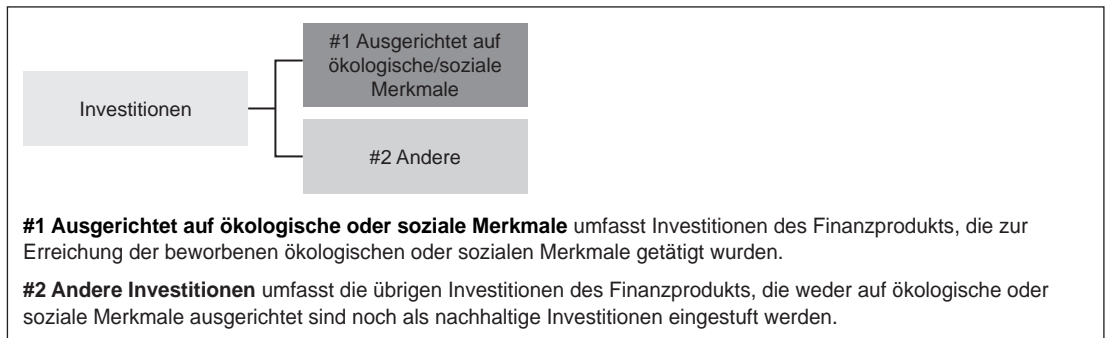 #1 Ausgerichtet auf
ökologische/soziale
Merkmale
Investitionen
#2 Andere
#1 Ausgerichtet auf ökologische oder soziale Merkmale umfasst Investitionen des Finanzprodukts, die zur
Erreichung der beworbenen ökologischen oder sozialen Merkmale getätigt wurden.
#2 Andere Investitionen umfasst die übrigen Investitionen des Finanzprodukts, die weder auf ökologische oder
soziale Merkmale ausgerichtet sind noch als nachhaltige Investitionen eingestuft werden.